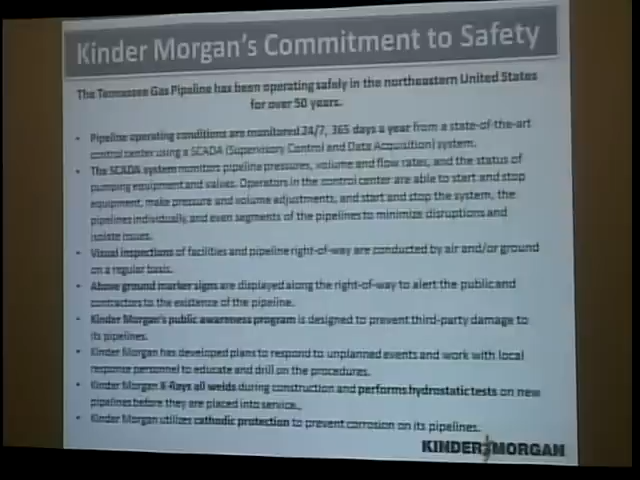 Kinder Morgan's Commitment to Safety
The Tennessee Gas Pipeline has been operating safely in the northeastern United States
for over 50 years.
• Pipeline operating conditions are monitored 24/7, 365 days a year from a state-of-the-art
control center using a SCADA (Supervisory Control and Data Acquisition) system.
• The SCADA system monitors pipeline pressures, volume and flow rates, and the status of
pumping equipment and valves. Operators in the control center are able to start and stop
equipment, make pressure and volume adjustments, and start and stop the system, the
pipelines individually, and even segments of the pipelines to minimize disruptions and
isolate issues.
• Visual inspections of facilities and pipeline right-of-way are conducted by air and/or ground
on a regular basis.
• Above ground marker signs are displayed along the right-of-way to alert the public and
contractors to the existence of the pipeline.
• Kinder Morgan's public awareness program is designed to prevent third-party damage to
its pipelines.
• Kinder Morgan has developed plans to respond to unplanned events and work with local
response personnel to educate and drill on the procedures.
• Kinder Morgan X-Rays all welds during construction and performs hydrostatic tests on new
pipelines before they are placed into service.
• Kinder Morgan utilizes cathodic protection to prevent corrosion on its pipelines.
KINDER MORGAN